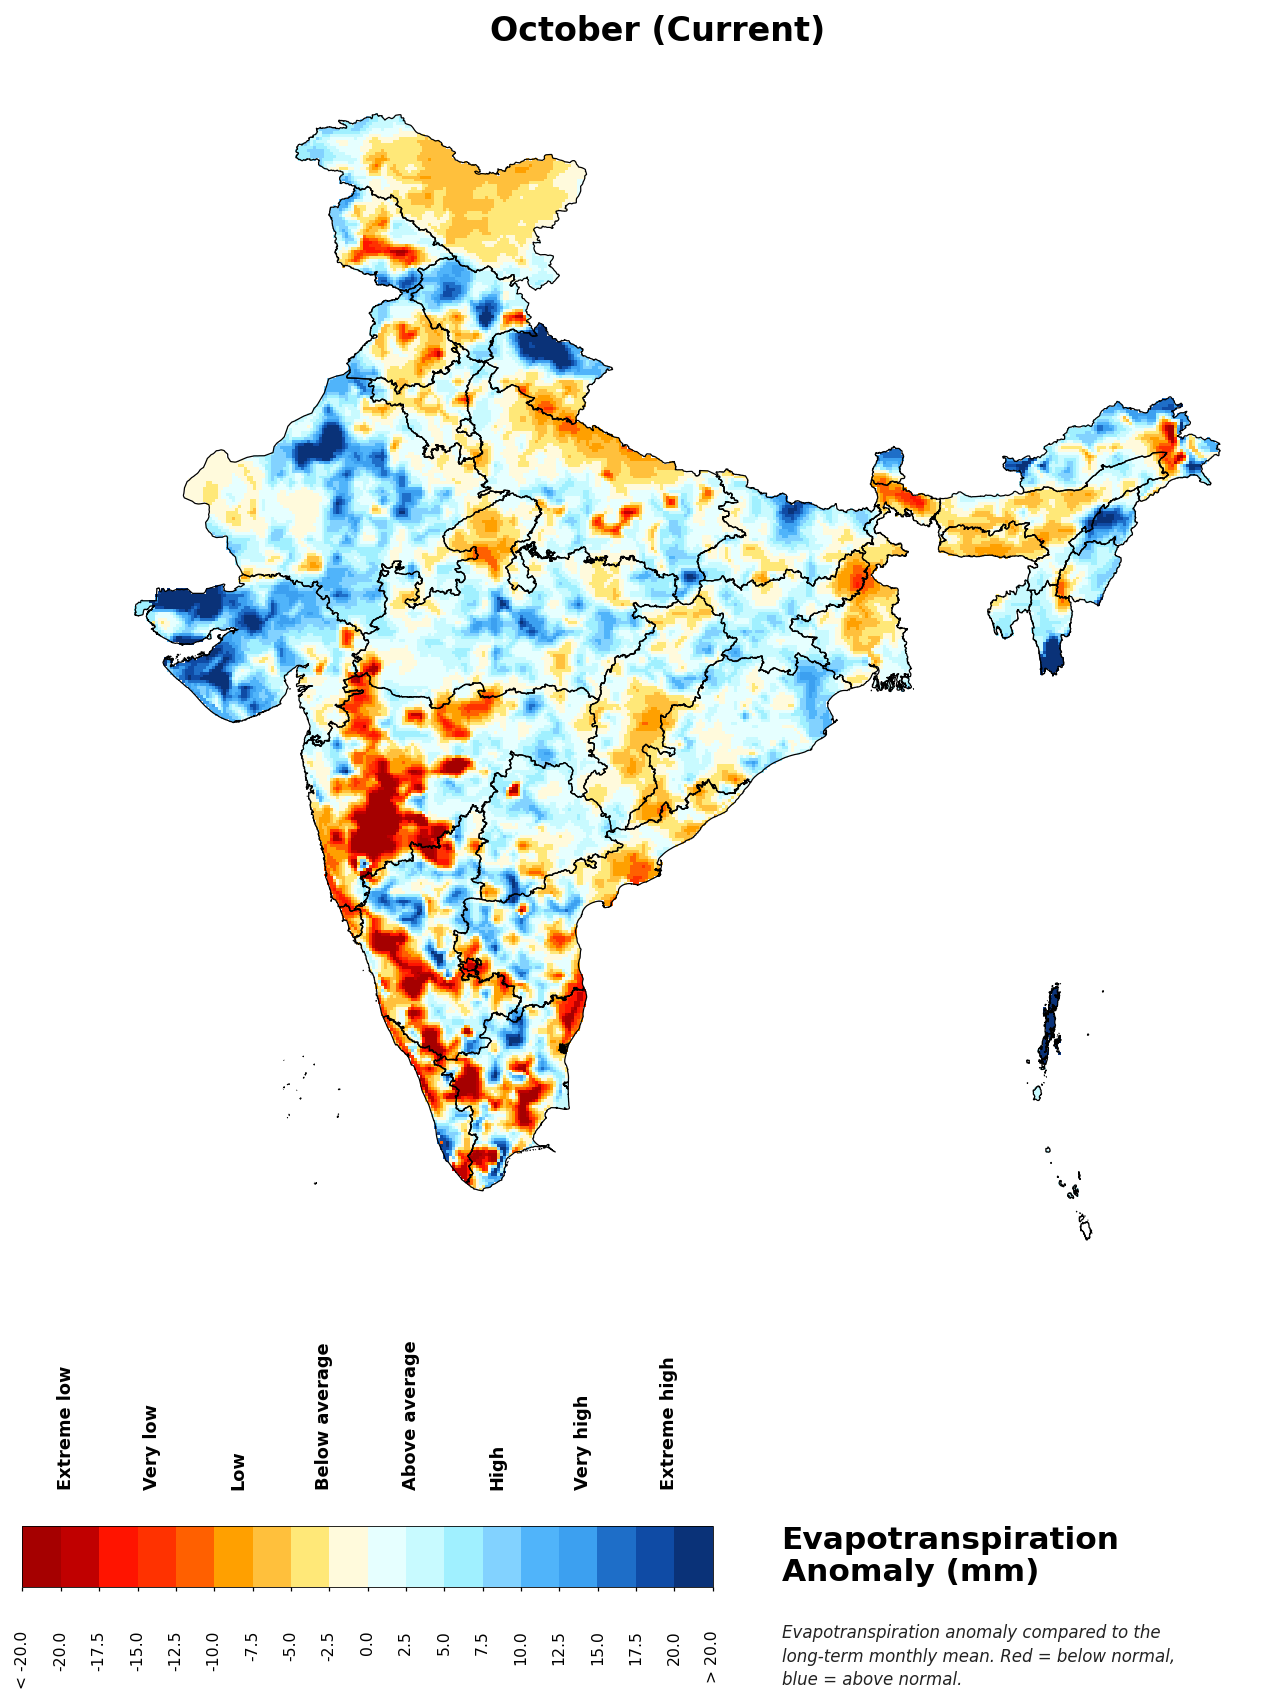 October (Current)
Extreme low
Very low
Low
Below average
Above average
High
Very high
Extreme high
< -20.0
-20.0
-17.5
-15.0
-12.5
-10.0
-7.5
-5.0
-2.5
0.0
2.5
5.0
7.5
10.0
12.5
15.0
17.5
20.0
> 20.0
Evapotranspiration
Anomaly (mm)
Evapotranspiration anomaly compared to the
long-term monthly mean. Red = below normal,
blue = above normal.